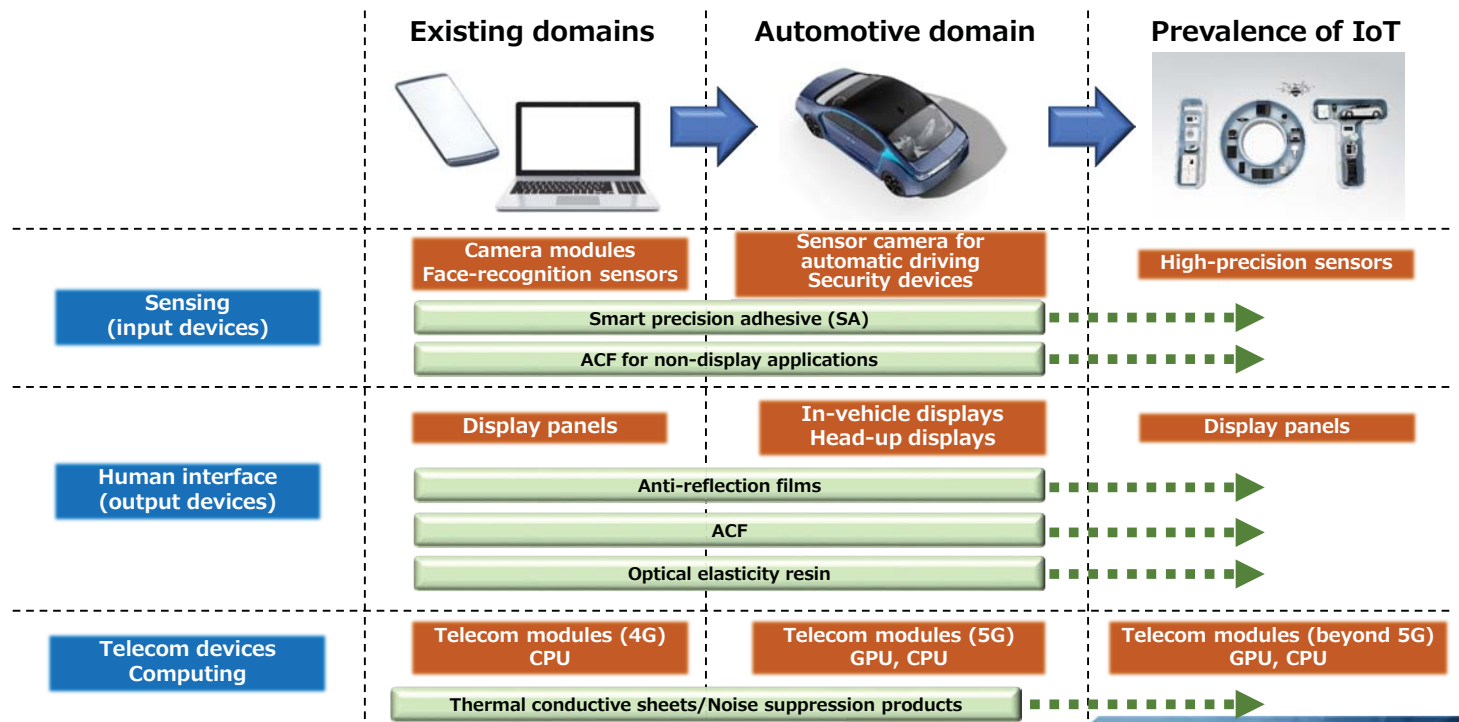 Existing domains
Automotive domain
Prevalence of IoT
IOT
Sensing
(input devices)
Camera modules
Face-recognition sensors
Sensor camera for
automatic driving
Security devices
High-precision sensors
Smart precision adhesive (SA)
ACF for non-display applications
Human interface
(output devices)
Display panels
In-vehicle displays
Head-up displays
Display panels
Anti-reflection films
ACF
Optical elasticity resin
Telecom devices
Computing
Telecom modules (4G)
CPU
Telecom modules (5G)
GPU, CPU
Telecom modules (beyond 5G)
GPU, CPU
Thermal conductive sheets/Noise suppression products